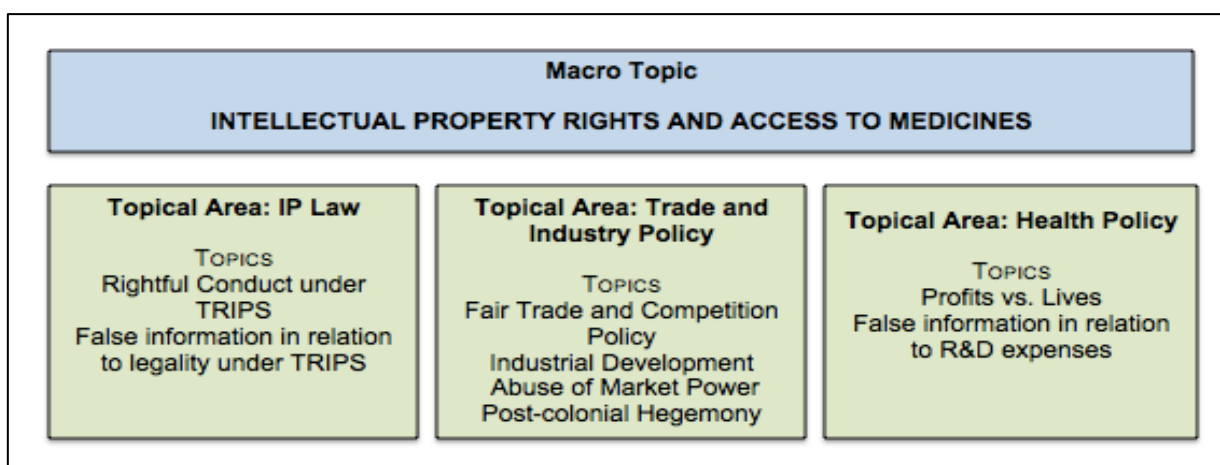 Macro Topic
INTELLECTUAL PROPERTY RIGHTS AND ACCESS TO MEDICINES
Topical Area: IP Law
TOPICS
Rightful Conduct under
TRIPS
False information in relation
to legality under TRIPS
Topical Area: Trade and
Industry Policy
TOPICS
Fair Trade and Competition
Policy
Industrial Development
Abuse of Market Power
Post-colonial Hegemony
Topical Area: Health Policy
TOPICS
Profits vs. Lives
False information in relation
to R&D expenses